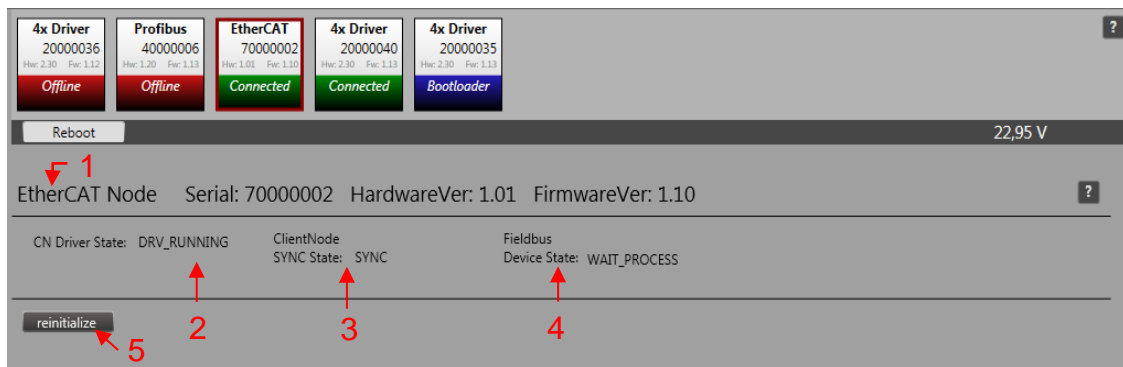 4x Driver Profibus EtherCAT 4x Driver 4x Driver ?
20000036 40000006 70000002 20000040 20000035
Hw: 2.30 Fw: 1.12 Hw: 1.20 Fw: 1.13 Hw: 1.01 Fw: 1.10 Hw: 2.30 Fw: 1.13 Hw: 2.30 Fw: 1.13
Offline Offline Connected Connected Bootloader
Reboot 22,95 V
1
EtherCAT Node Serial: 70000002 HardwareVer: 1.01 FirmwareVer: 1.10 ?
CN Driver State: DRV_RUNNING ClientNode Fieldbus
SYNC State: SYNC Device State: WAIT_PROCESS
reinitialize 2 3 4
5